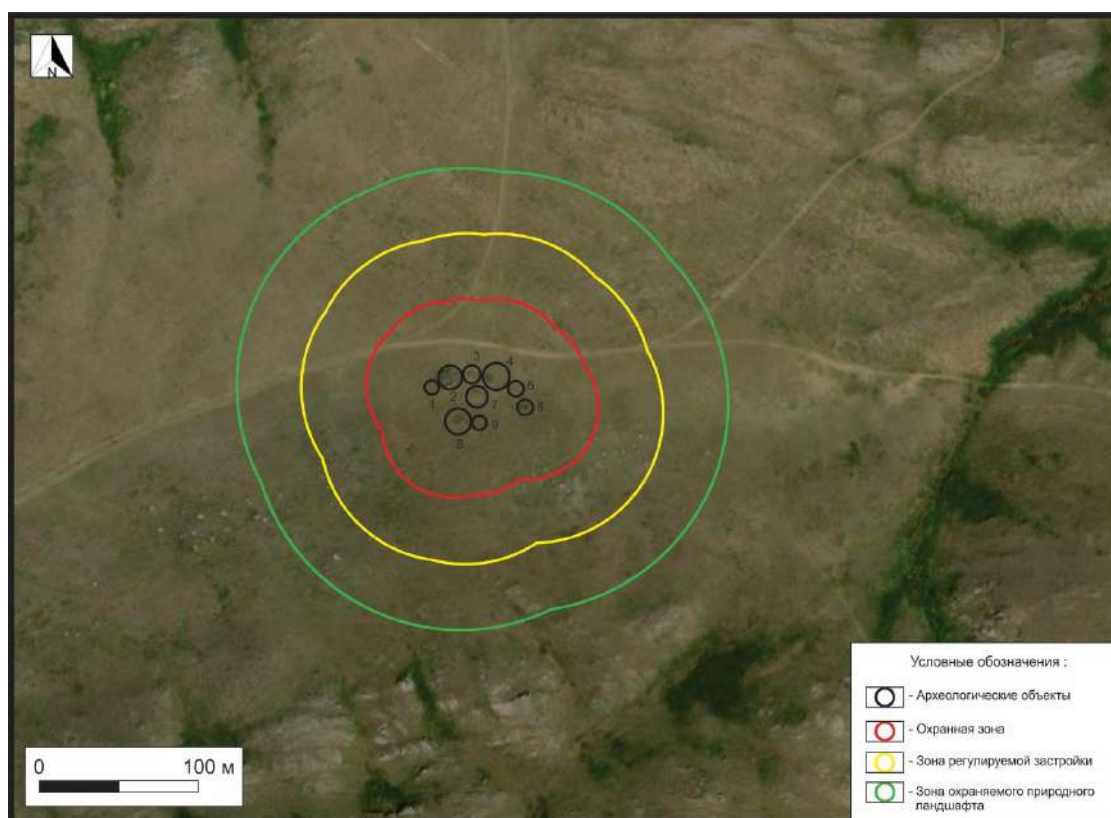 N
3
4
1
2
5
7
6
8
9
Условные обозначения :
- Археологические объекты
- Охранная зона
- Зона регулируемой застройки
- Зона охраняемого природного
ландшафта
0 100 м